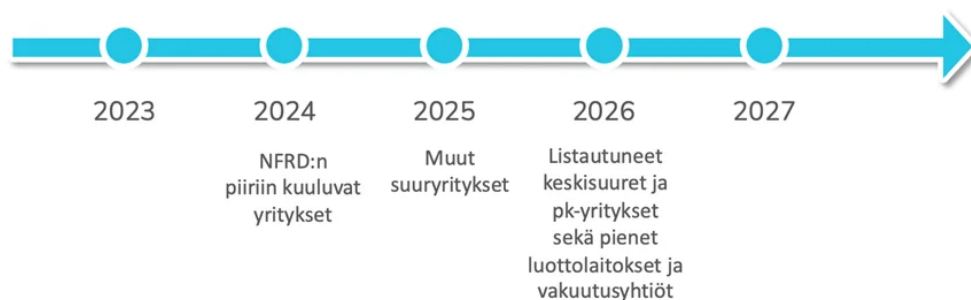 2023
2024
2025
2026
2027
NFRD:n
piiriin kuuluvat
yritykset
Muut
suuryritykset
Listautuneet
keskisuuret ja
pk-yritykset
sekä pienet
luottolaitokset ja
vakuutusyhtiöt